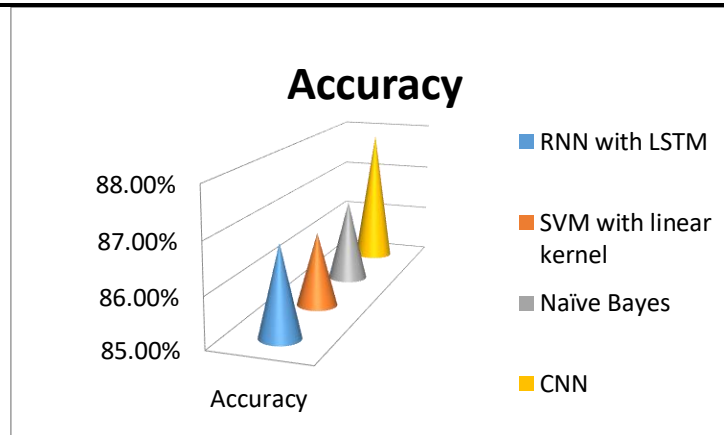 Accuracy
88.00%
87.00%
86.00%
85.00%
Accuracy
RNN with LSTM
SVM with linear
kernel
Naïve Bayes
CNN